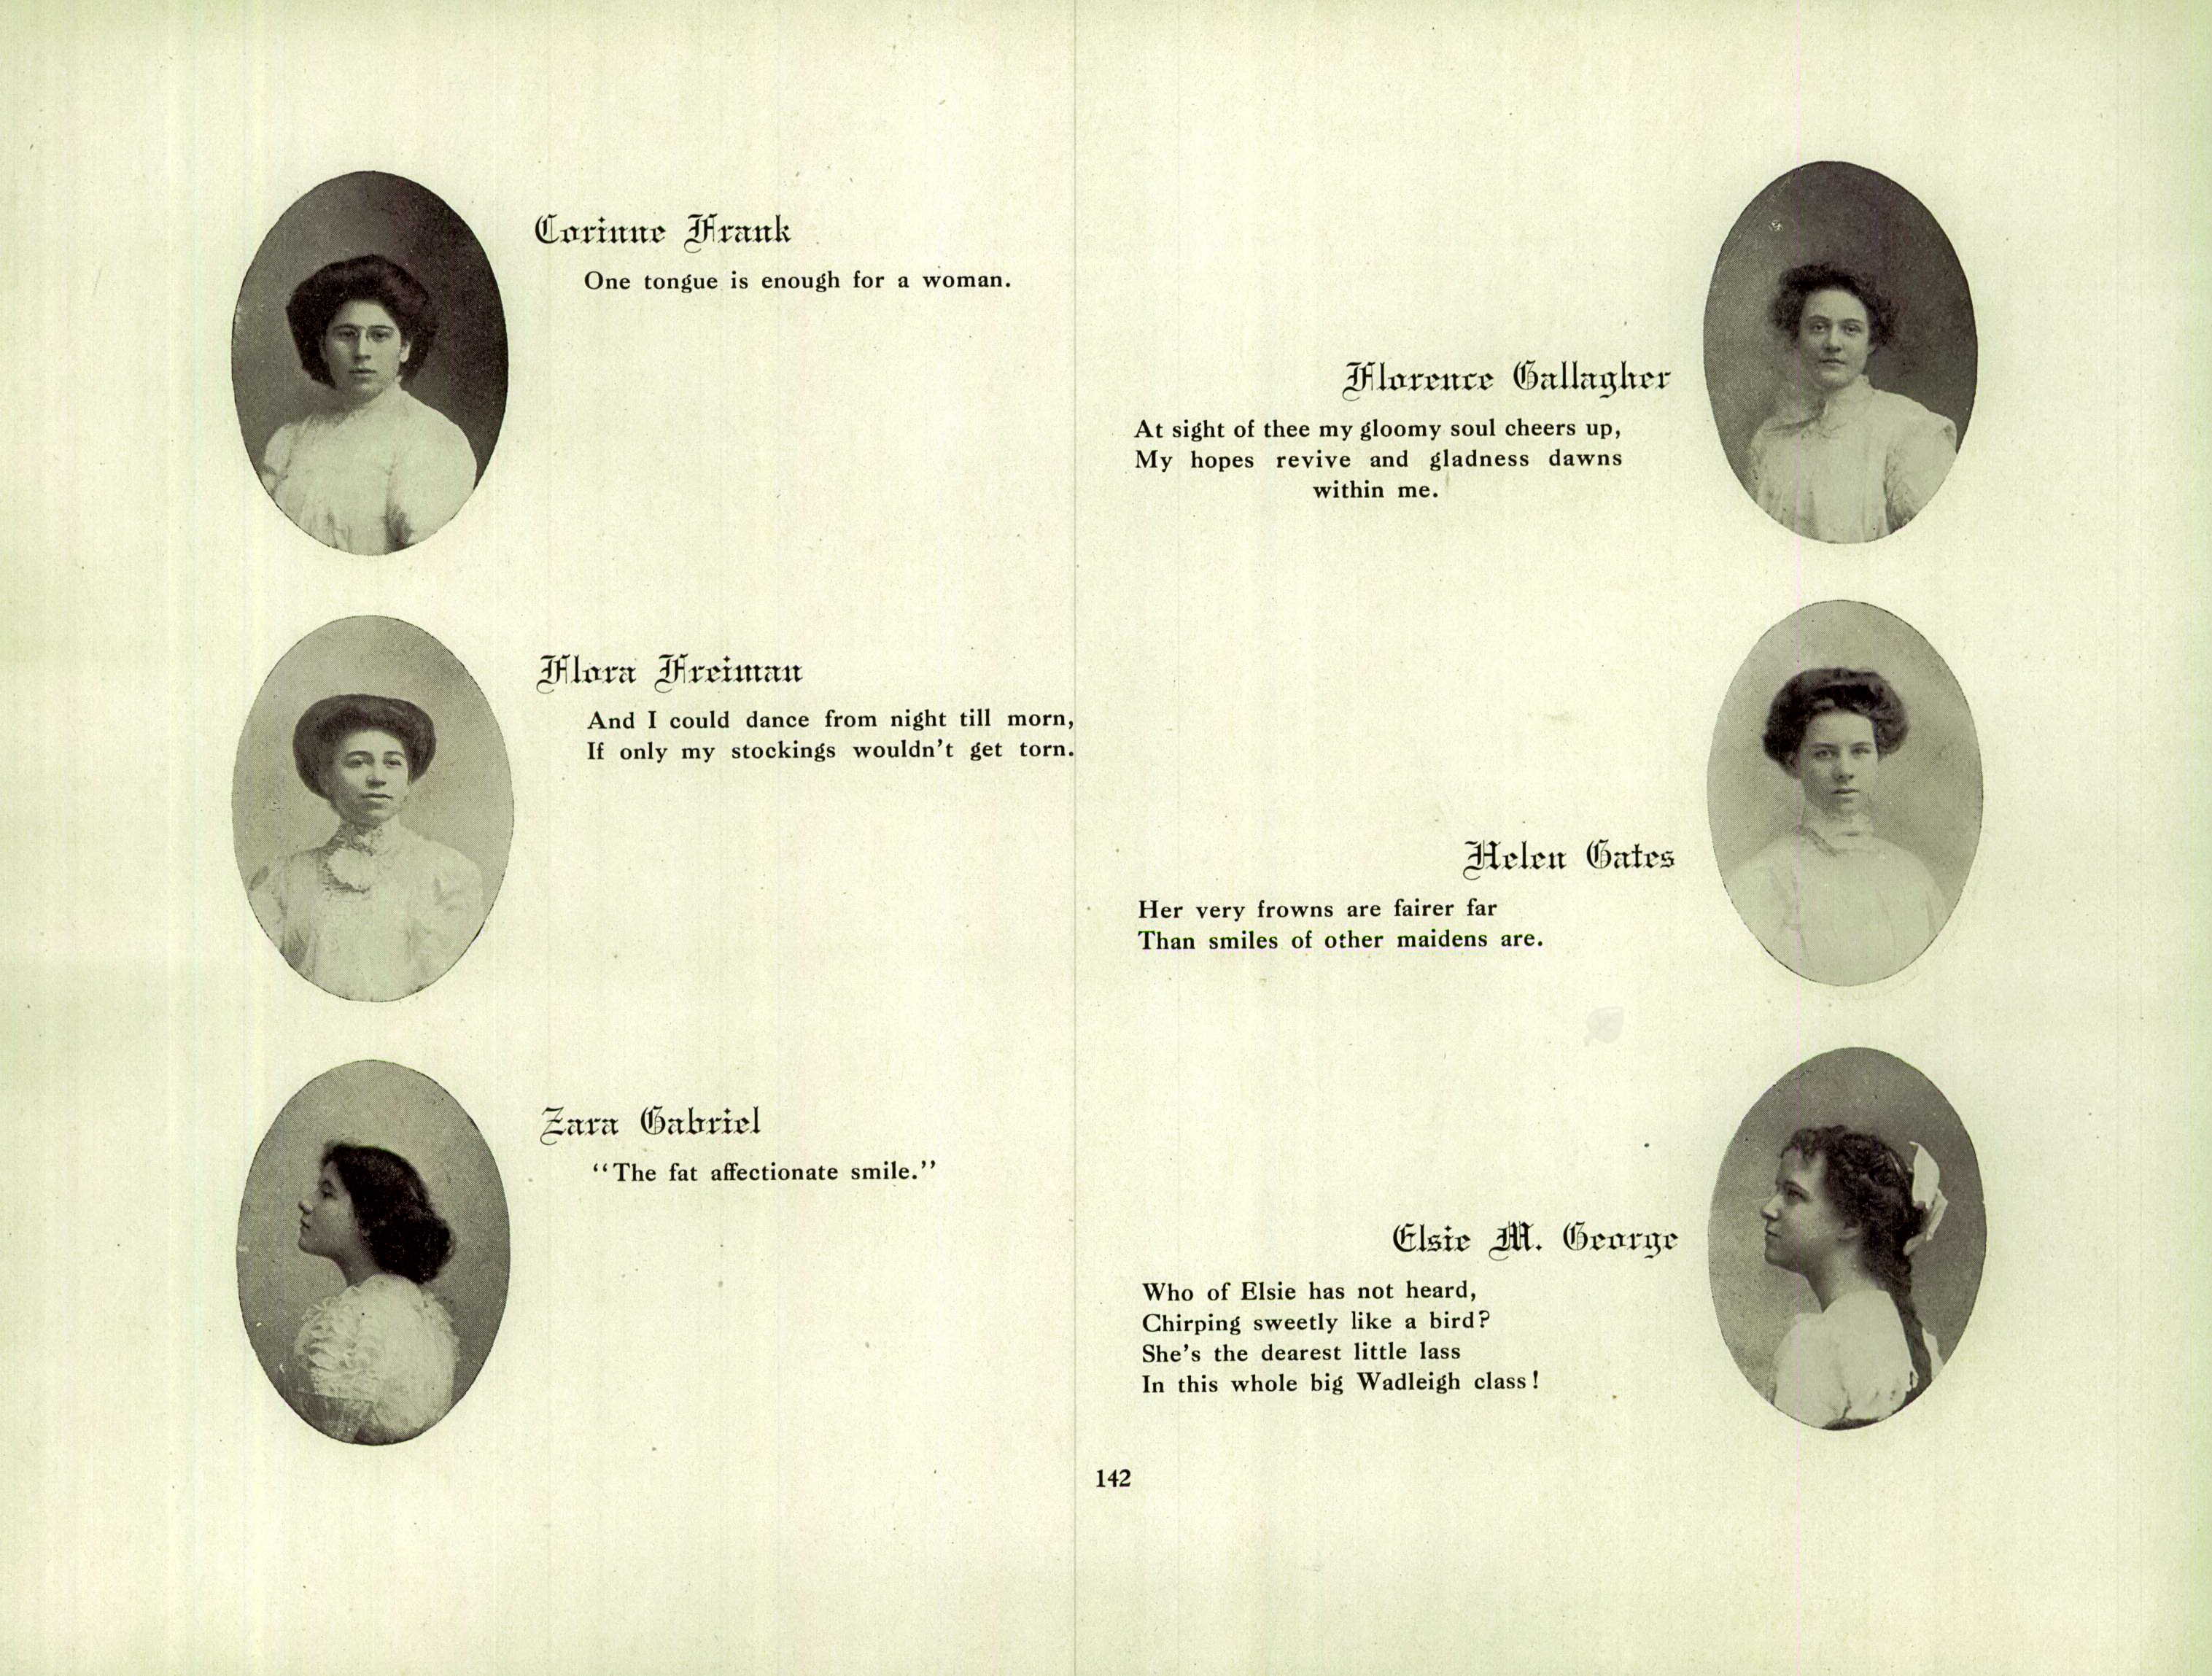 Corinne Frank
One tongue is enough for a woman.
Flora Freiman
And I could dance from night till morn,
If only my stockings wouldn't get torn.
Zara Gabriel
“The fat affectionate smile.”
Florence Gallagher
At sight of thee my gloomy soul cheers up,
My hopes revive and gladness dawns
within me.
Helen Gates
Her very frowns are fairer far
Than smiles of other maidens are.
Elsie M. George
Who of Elsie has not heard,
Chirping sweetly like a bird?
She's the dearest little lass
In this whole big Wadleigh class!
142